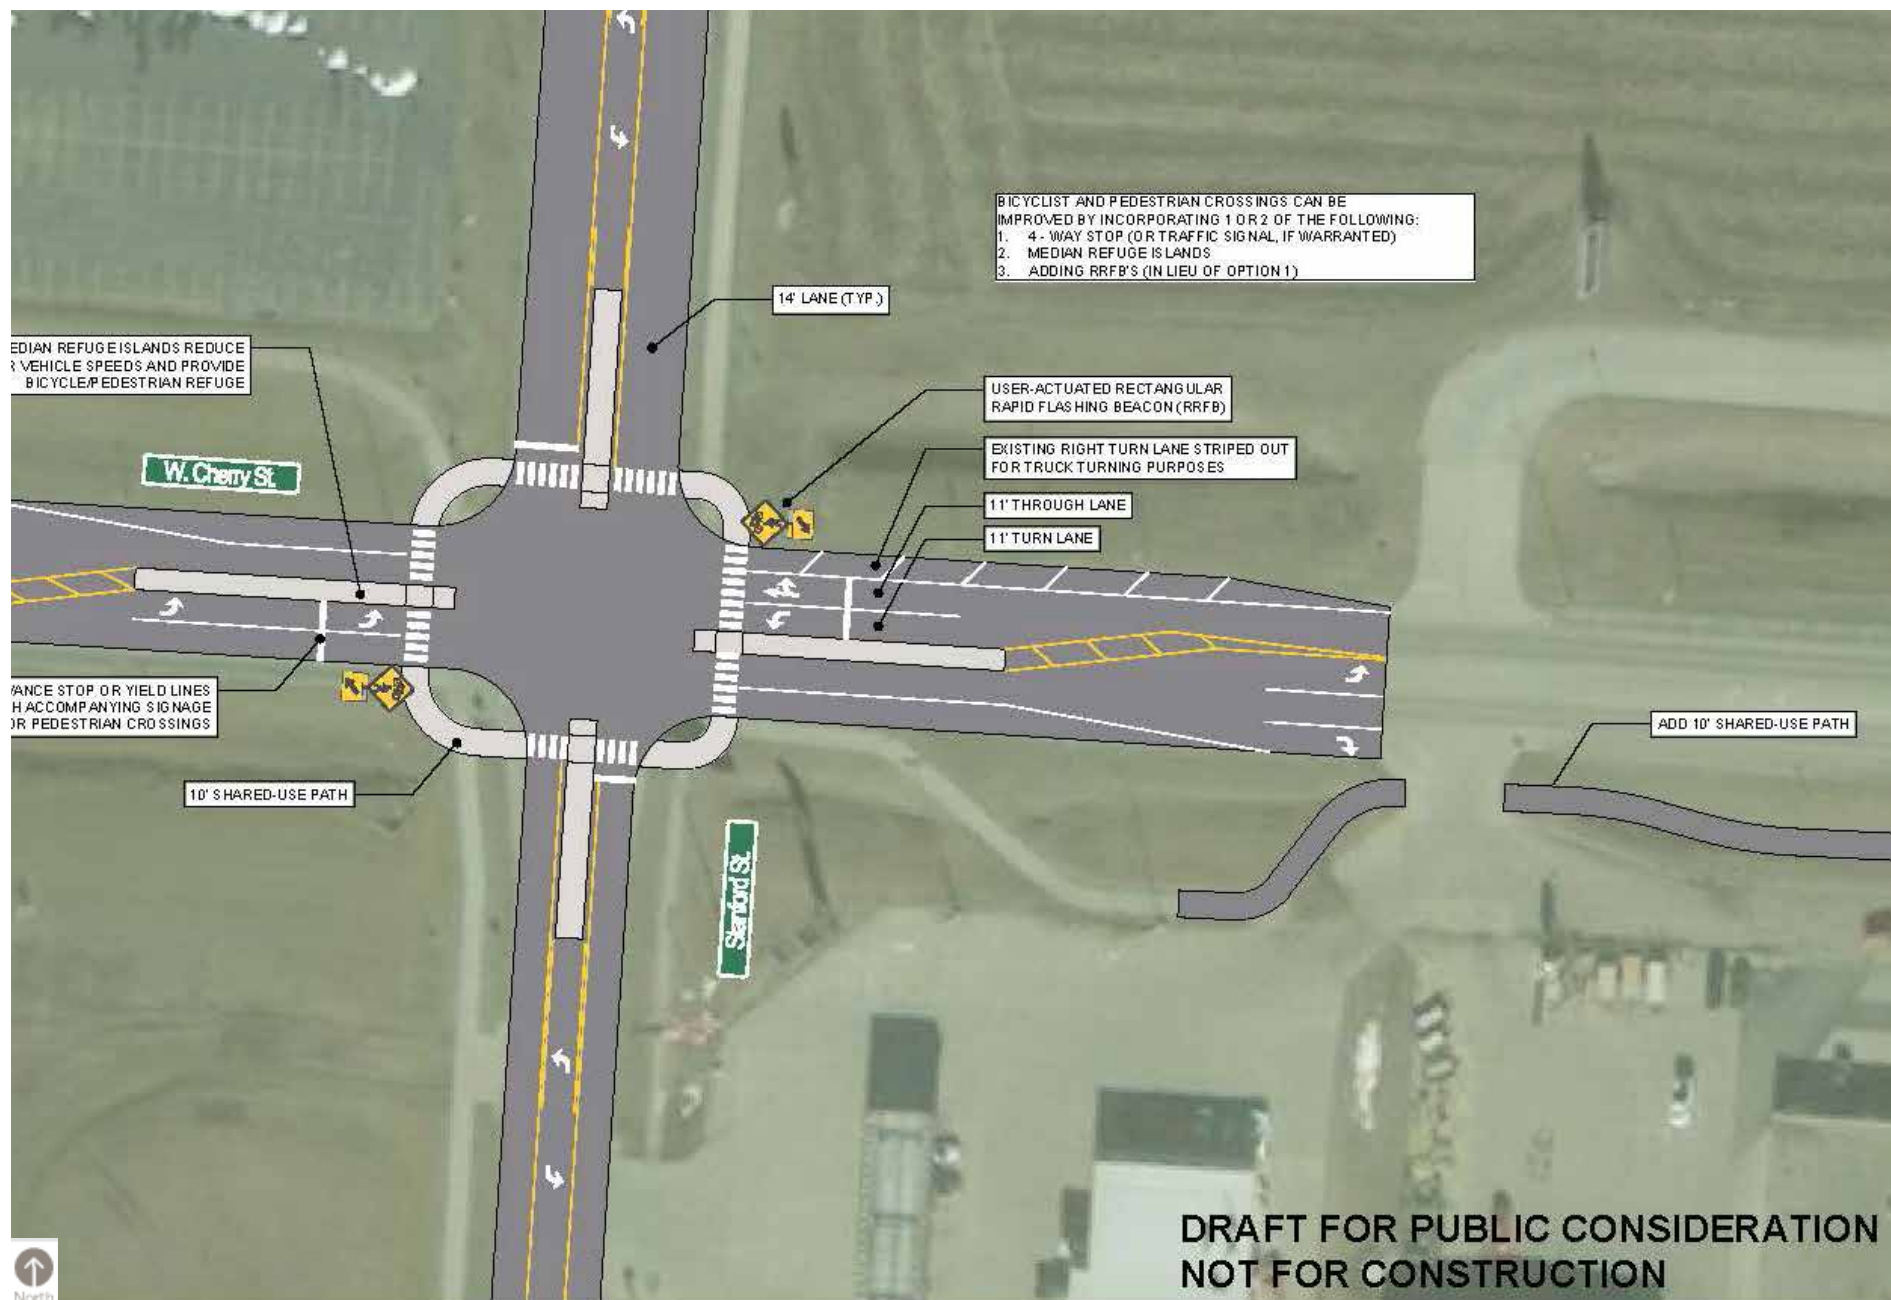 BICYCLIST AND PEDESTRIAN CROSSINGS CAN BE
IMPROVED BY INCORPORATING 1 OR 2 OF THE FOLLOWING:
1. 4 - WAY STOP (OR TRAFFIC SIGNAL, IF WARRANTED)
2. MEDIAN REFUGE ISLANDS
3. ADDING RRFB'S (IN LIEU OF OPTION 1)
14' LANE (TYP.)
EDIAN REFUGE ISLANDS REDUCE
R VEHICLE SPEEDS AND PROVIDE
BICYCLE/PEDESTRIAN REFUGE
USER-ACTUATED RECTANGULAR
RAPID FLASHING BEACON (RRFB)
EXISTING RIGHT TURN LANE STRIPED OUT
FOR TRUCK TURNING PURPOSES
W. Cherry St.
11' THROUGH LANE
11' TURN LANE
VANCE STOP OR YIELD LINES
H ACCOMPANYING SIGNAGE
OR PEDESTRIAN CROSSINGS
ADD 10' SHARED-USE PATH
10' SHARED-USE PATH
Stanford St.
DRAFT FOR PUBLIC CONSIDERATION
NOT FOR CONSTRUCTION
North